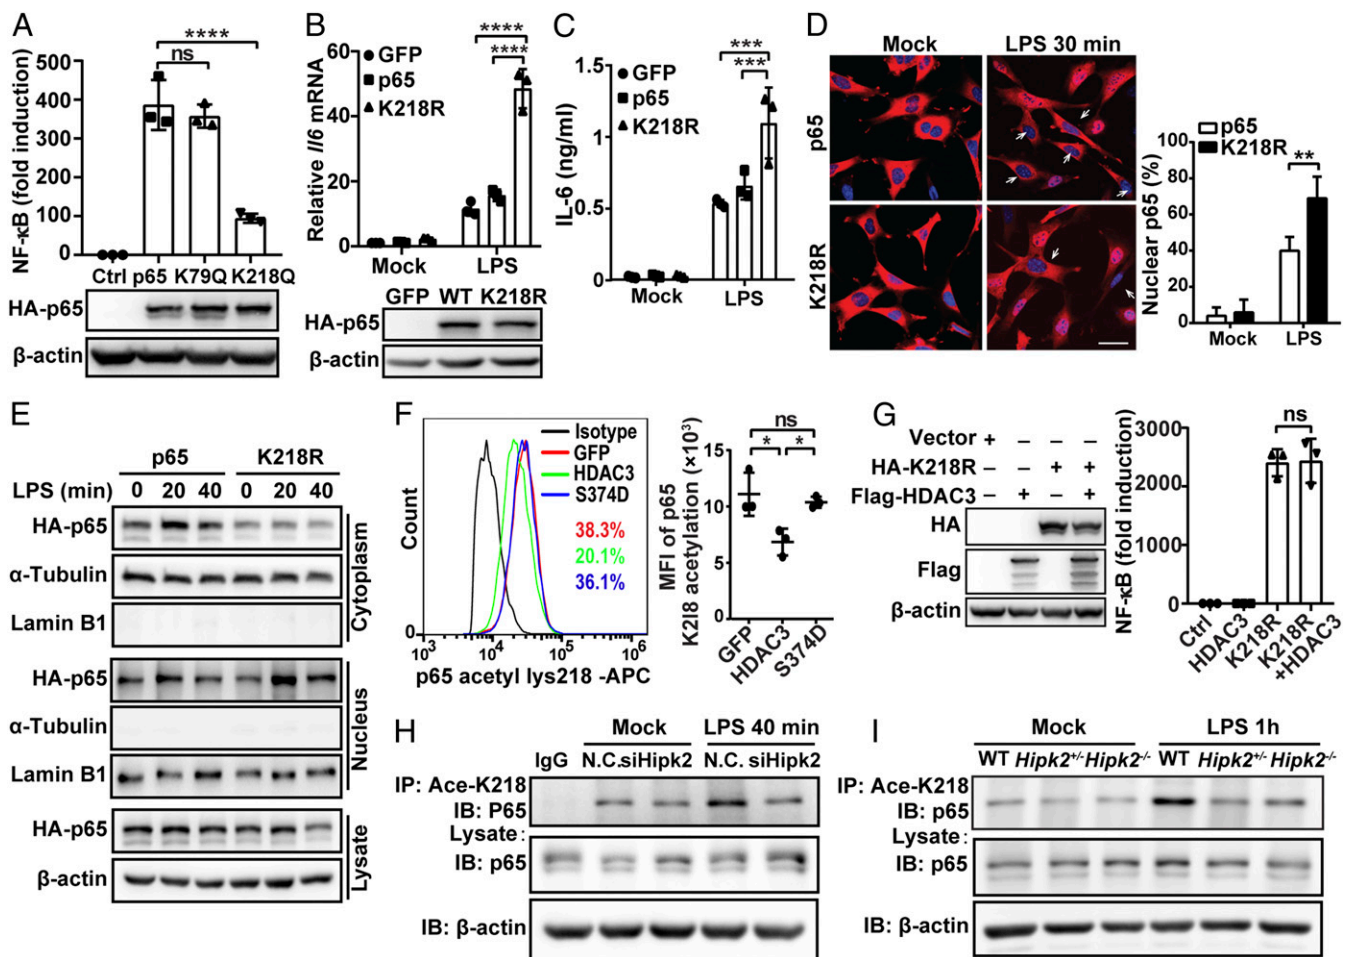 A
NF-κB (fold induction)
500
400
300
200
100
0
****
ns
Ctrl p65 K79Q K218Q
HA-p65
β-actin
B
Relative Il6 mRNA
60
40
20
0
GFP
p65
K218R
****
****
Mock LPS
GFP WT K218R
HA-p65
β-actin
C
IL-6 (ng/ml)
1.5
1
0.5
0
GFP
p65
K218R
***
***
Mock LPS
D
Mock LPS 30 min
p65
K218R
Nuclear p65 (%)
100
80
60
40
20
0
p65
K218R
**
Mock LPS
E
p65 K218R
LPS (min) 0 20 40 0 20 40
HA-p65
α-Tubulin
Lamin B1
Cytoplasm
HA-p65
α-Tubulin
Lamin B1
Nucleus
HA-p65
β-actin
Lysate
F
Count
0
Isotype
GFP
HDAC3
S374D
38.3%
20.1%
36.1%
10³ 10⁴ 10⁵ 10⁶
p65 acetyl lys218 -APC
MFI of p65
K2l8 acetylation (×10³)
15
10
5
0
ns
* *
GFP
HDAC3
S374D
G
Vector + – – –
HA-K218R – – + +
Flag-HDAC3 – + – +
HA
Flag
β-actin
NF-κB (fold induction)
3000
2000
1000
0
ns
Ctrl
HDAC3
K218R
K218R
+HDAC3
H
Mock LPS 40 min
IgG N.C. siHipk2 N.C. siHipk2
IP: Ace-K218
IB: P65
Lysate:
IB: p65
IB: β-actin
I
Mock LPS 1h
WT Hipk2+/- Hipk2-/- WT Hipk2+/- Hipk2-/-
IP: Ace-K218
IB: p65
Lysate:
IB: p65
IB: β-actin